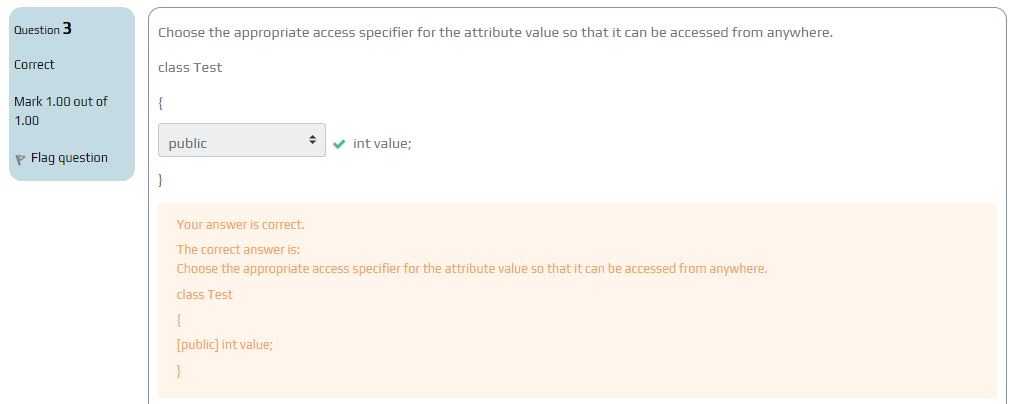 Question 3
Correct
Mark 1.00 out of
1.00
Flag question
Choose the appropriate access specifier for the attribute value so that it can be accessed from anywhere.
class Test
{
public int value;
}
Your answer is correct.
The correct answer is:
Choose the appropriate access specifier for the attribute value so that it can be accessed from anywhere.
class Test
{
[public] int value;
}